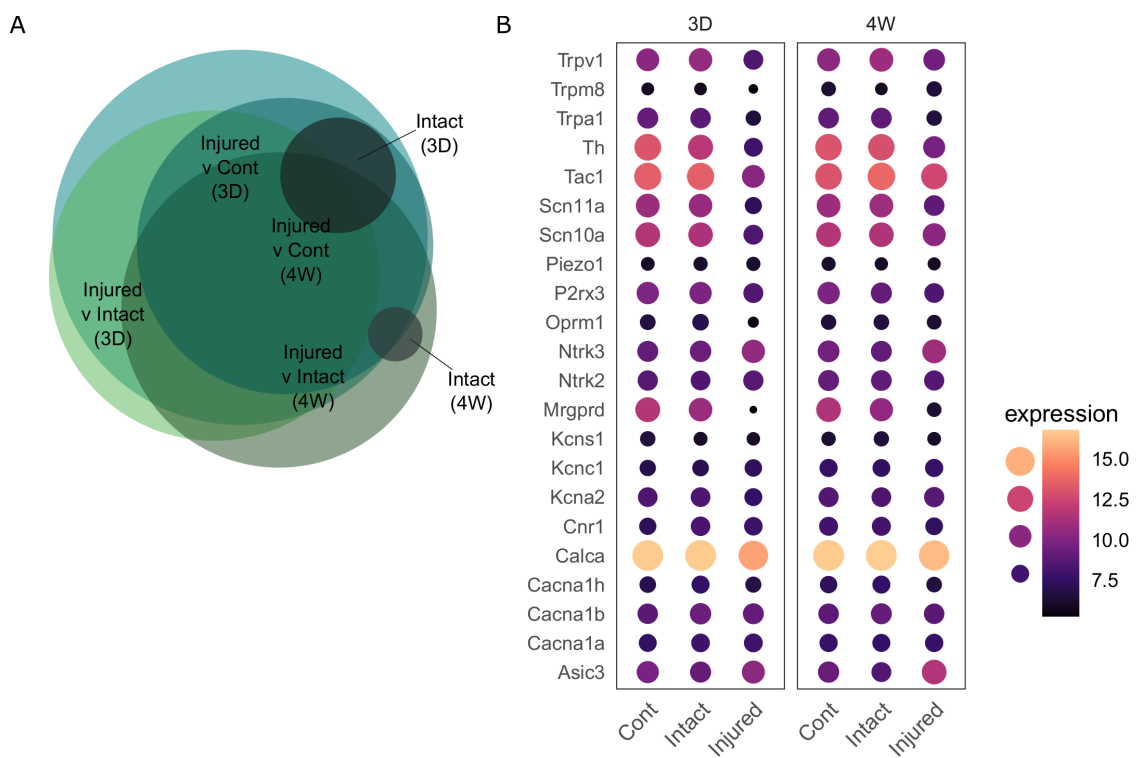 A
Injured
v Cont
(3D)
Intact
(3D)
Injured
v Cont
(4W)
Injured
v Intact
(3D)
Injured
v Intact
(4W)
Intact
(4W)
B
3D
4W
Trpv1
Trpm8
Trpa1
Th
Tac1
Scn11a
Scn10a
Piezo1
P2rx3
Oprm1
Ntrk3
Ntrk2
Mrgprd
Kcns1
Kcnc1
Kcna2
Cnr1
Calca
Cacna1h
Cacna1b
Cacna1a
Asic3
Cont
Intact
Injured
Cont
Intact
Injured
expression
15.0
12.5
10.0
7.5